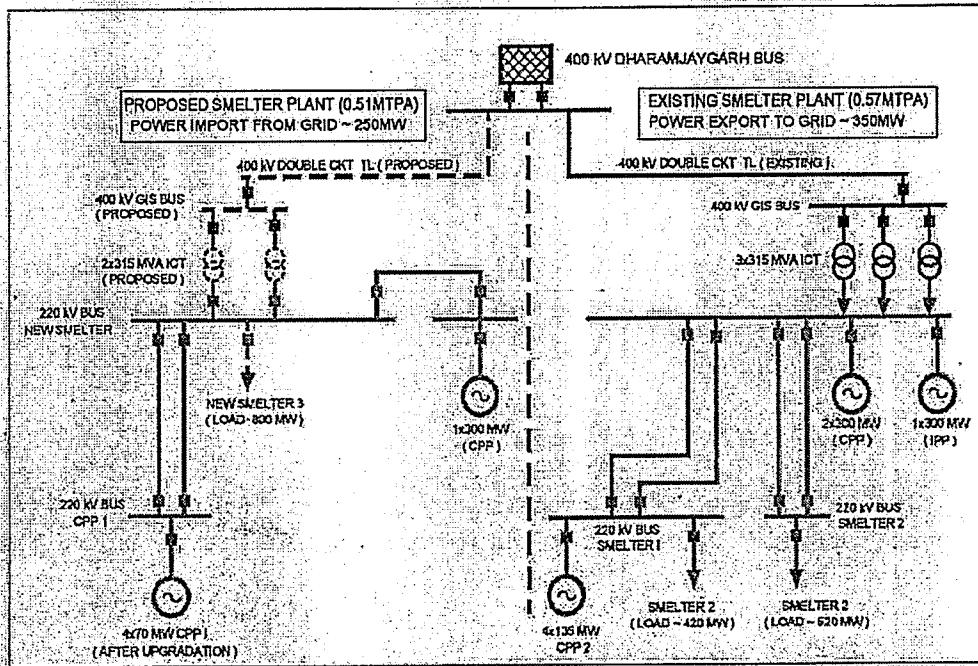 400 kV DHARAMJAYGARH BUS
PROPOSED SMELTER PLANT (0.51MTPA)
POWER IMPORT FROM GRID ~ 250MW
EXISTING SMELTER PLANT (0.57MTPA)
POWER EXPORT TO GRID ~ 350MW
400 kV DOUBLE CKT TL (PROPOSED)
400 kV DOUBLE CKT TL (EXISTING)
400 kV GIS BUS
(PROPOSED)
400 kV GIS BUS
2x315 MVA ICT
(PROPOSED)
3x315 MVA ICT
220 kV BUS
NEW SMELTER
NEW SMELTER 3
(LOAD~800 MW)
1x300 MW
(CPP)
2x300 MW
(CPP)
1x300 MW
(IPP)
220 kV BUS
CPP 1
220 kV BUS
SMELTER 1
220 kV BUS
SMELTER 2
4x70 MW CPP I
(AFTER UPGRADATION)
4x135 MW
CPP 2
SMELTER 2
(LOAD ~ 420 MW)
SMELTER 2
(LOAD ~ 520 MW)